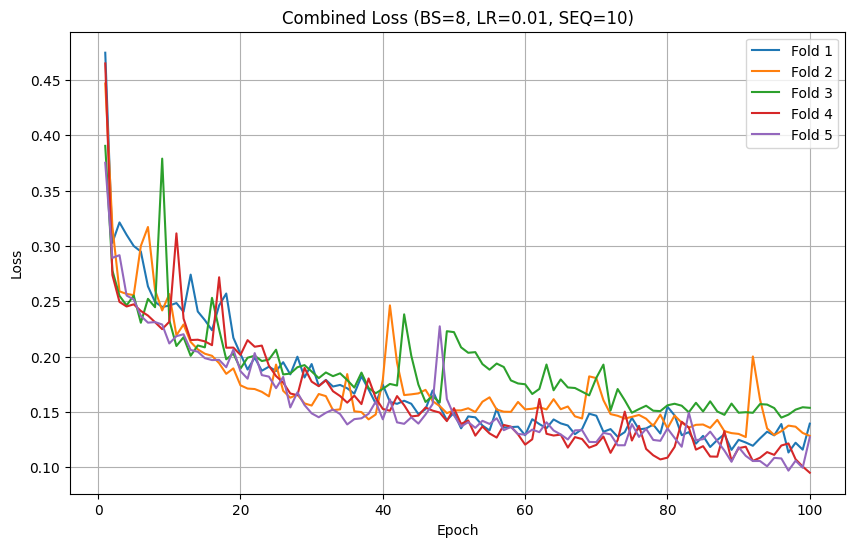 Combined Loss (BS=8, LR=0.01, SEQ=10)
Loss
0.45
0.40
0.35
0.30
0.25
0.20
0.15
0.10
Fold 1
Fold 2
Fold 3
Fold 4
Fold 5
0
20
40
60
80
100
Epoch